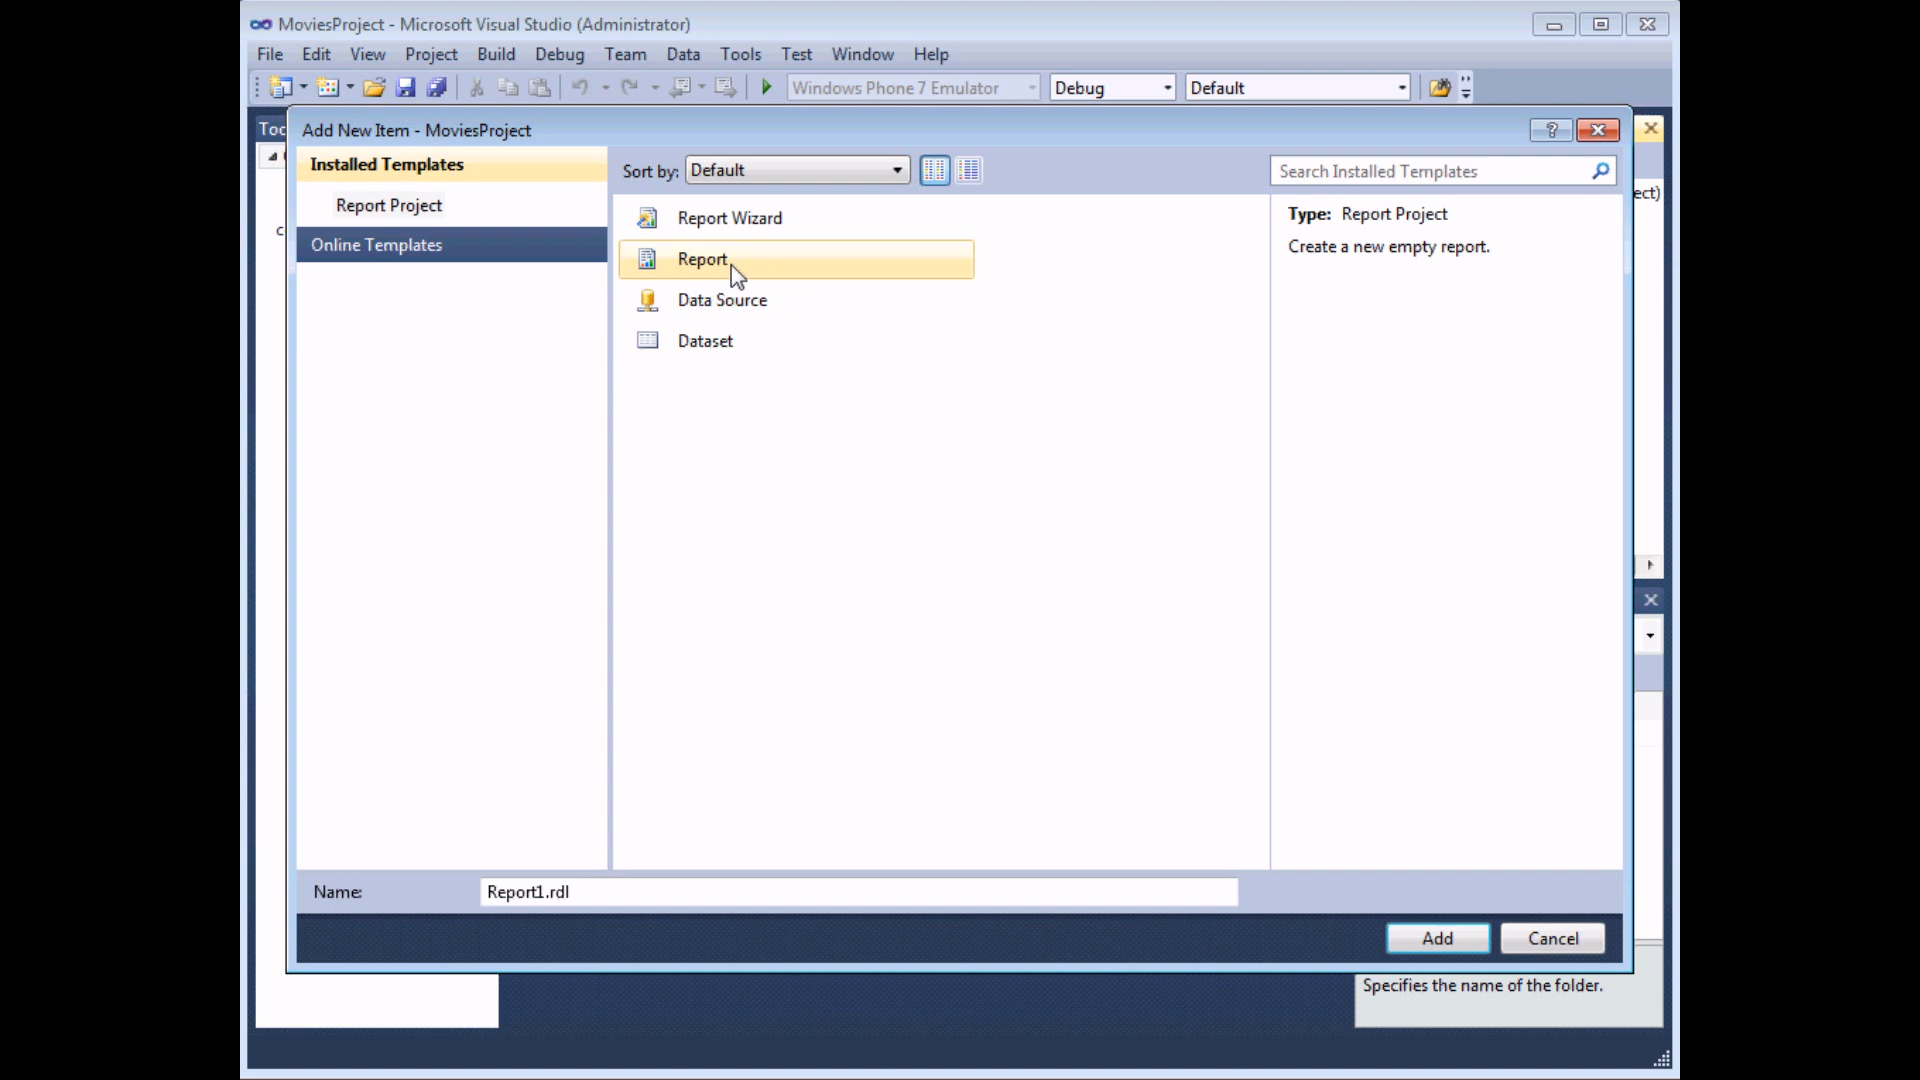 MoviesProject - Microsoft Visual Studio (Administrator)
File Edit View Project Build Debug Team Data Tools Test Window Help
Windows Phone 7 Emulator Debug Default
Add New Item - MoviesProject
Installed Templates
Sort by: Default
Search Installed Templates
Report Project
Online Templates
Report Wizard
Report
Data Source
Dataset
Type: Report Project
Create a new empty report.
ect)
Name: Report1.rdl
Add Cancel
Specifies the name of the folder.